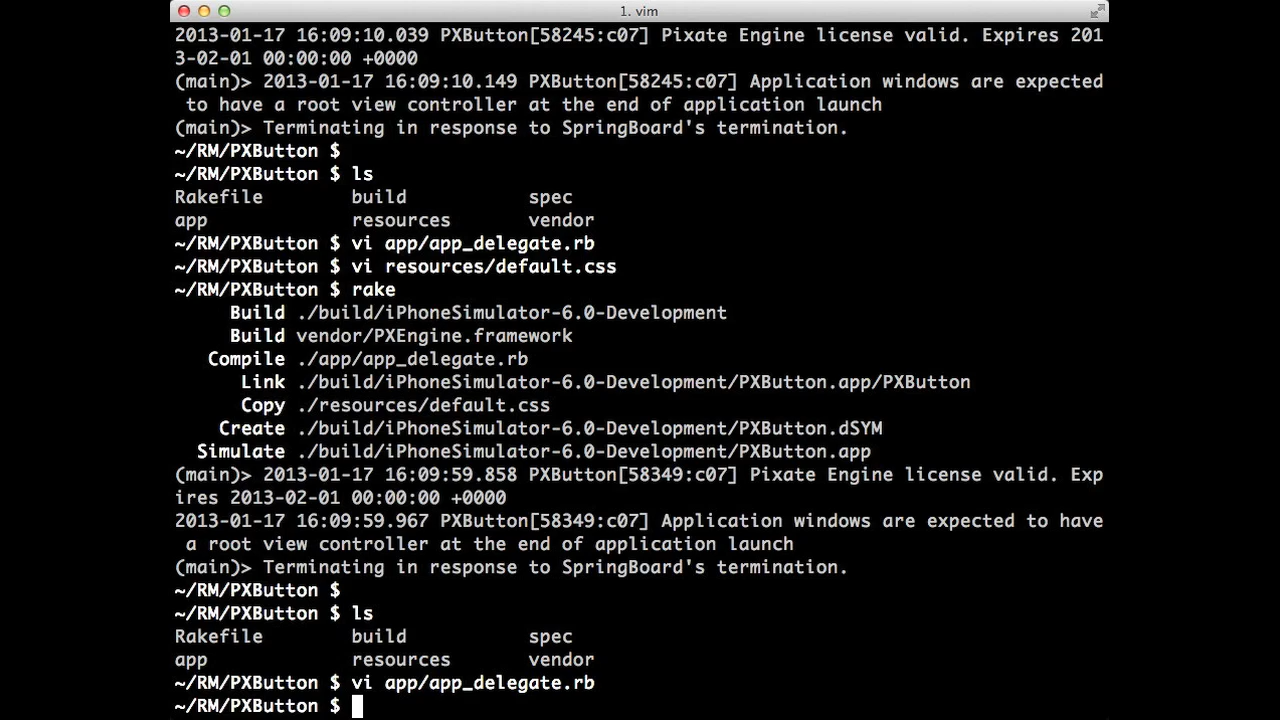 1. vim
2013-01-17 16:09:10.039 PXButton[58245:c07] Pixate Engine license valid. Expires 201
3-02-01 00:00:00 +0000
(main)> 2013-01-17 16:09:10.149 PXButton[58245:c07] Application windows are expected
 to have a root view controller at the end of application launch
(main)> Terminating in response to SpringBoard's termination.
~/RM/PXButton $
~/RM/PXButton $ ls
Rakefile        build           spec
app             resources       vendor
~/RM/PXButton $ vi app/app_delegate.rb
~/RM/PXButton $ vi resources/default.css
~/RM/PXButton $ rake
     Build ./build/iPhoneSimulator-6.0-Development
     Build vendor/PXEngine.framework
   Compile ./app/app_delegate.rb
      Link ./build/iPhoneSimulator-6.0-Development/PXButton.app/PXButton
      Copy ./resources/default.css
    Create ./build/iPhoneSimulator-6.0-Development/PXButton.dSYM
  Simulate ./build/iPhoneSimulator-6.0-Development/PXButton.app
(main)> 2013-01-17 16:09:59.858 PXButton[58349:c07] Pixate Engine license valid. Exp
ires 2013-02-01 00:00:00 +0000
2013-01-17 16:09:59.967 PXButton[58349:c07] Application windows are expected to have
 a root view controller at the end of application launch
(main)> Terminating in response to SpringBoard's termination.
~/RM/PXButton $
~/RM/PXButton $ ls
Rakefile        build           spec
app             resources       vendor
~/RM/PXButton $ vi app/app_delegate.rb
~/RM/PXButton $